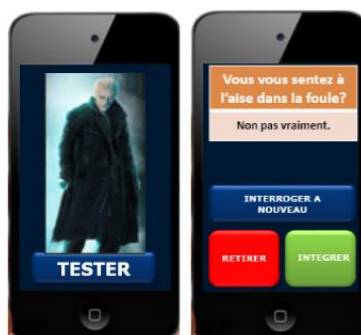 TESTER
Vous vous sentez à
l'aise dans la foule?
Non pas vraiment.
INTERROGER A
NOUVEAU
RETIRER
INTEGRER